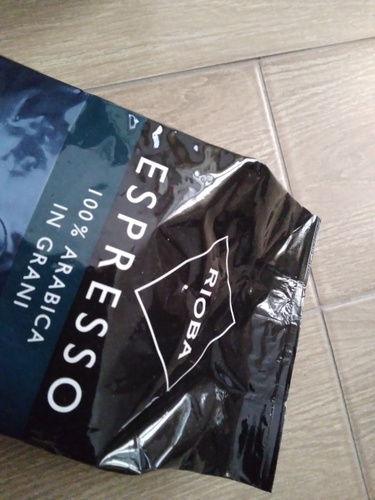 RIOBA
ESPRESSO
100% ARABICA
IN GRANI